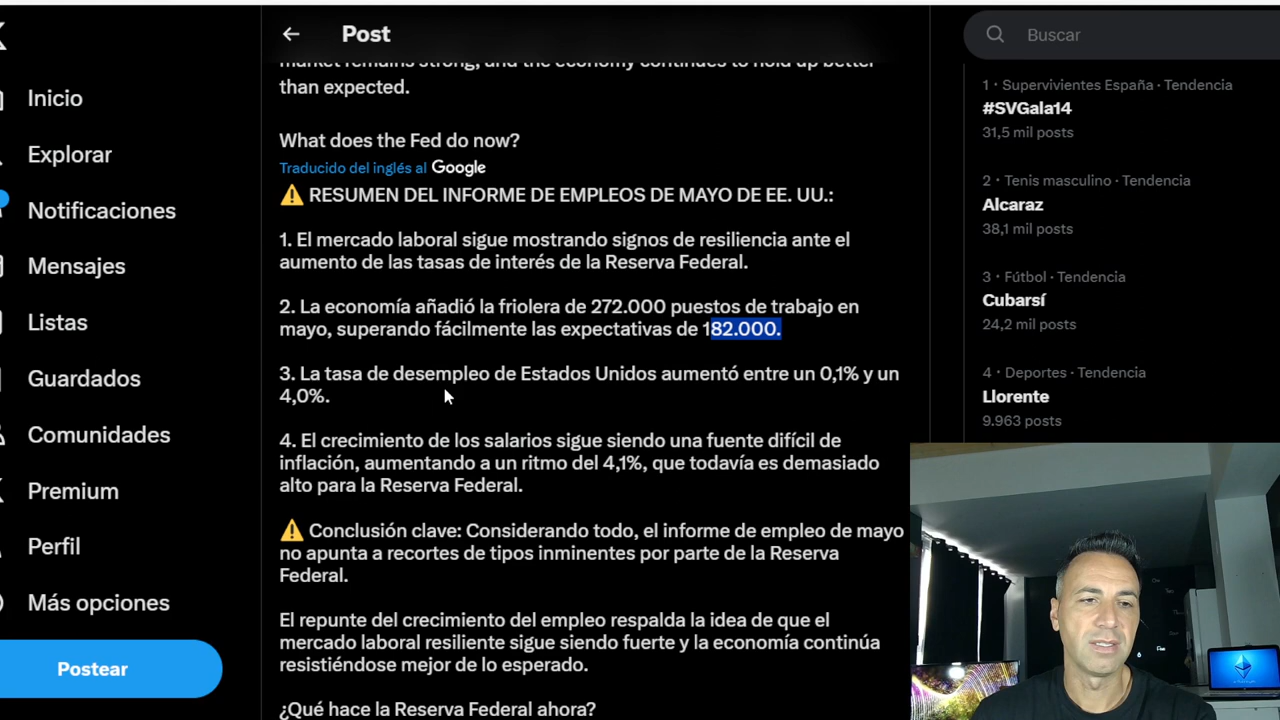 Post
Buscar
market remains strong, and the economy continues to hold up better
than expected.
What does the Fed do now?
Traducido del inglés al Google
⚠️ RESUMEN DEL INFORME DE EMPLEOS DE MAYO DE EE. UU.:
1. El mercado laboral sigue mostrando signos de resiliencia ante el
aumento de las tasas de interés de la Reserva Federal.
2. La economía añadió la friolera de 272.000 puestos de trabajo en
mayo, superando fácilmente las expectativas de 182.000.
3. La tasa de desempleo de Estados Unidos aumentó entre un 0,1% y un
4,0%.
4. El crecimiento de los salarios sigue siendo una fuente difícil de
inflación, aumentando a un ritmo del 4,1%, que todavía es demasiado
alto para la Reserva Federal.
⚠️ Conclusión clave: Considerando todo, el informe de empleo de mayo
no apunta a recortes de tipos inminentes por parte de la Reserva
Federal.
El repunte del crecimiento del empleo respalda la idea de que el
mercado laboral resiliente sigue siendo fuerte y la economía continúa
resistiéndose mejor de lo esperado.
¿Qué hace la Reserva Federal ahora?
Inicio
Explorar
Notificaciones
Mensajes
Listas
Guardados
Comunidades
Premium
Perfil
Más opciones
Postear
1 · Supervivientes España · Tendencia
#SVGala14
31,5 mil posts
2 · Tenis masculino · Tendencia
Alcaraz
38,1 mil posts
3 · Fútbol · Tendencia
Cubarsí
24,2 mil posts
4 · Deportes · Tendencia
Llorente
9.963 posts